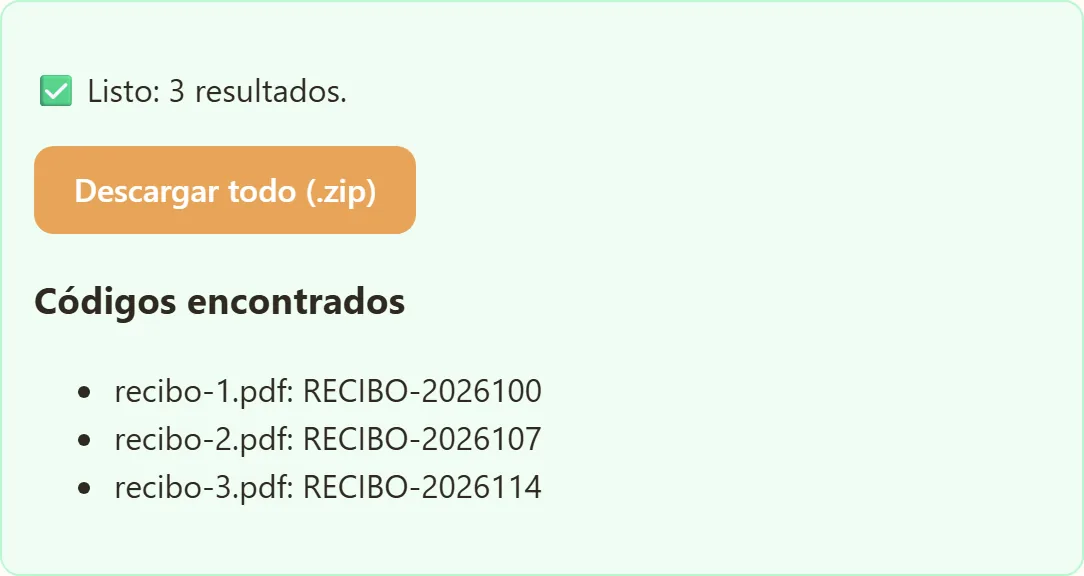 ✅ Listo: 3 resultados.
Descargar todo (.zip)
Códigos encontrados
• recibo-1.pdf: RECIBO-2026100
• recibo-2.pdf: RECIBO-2026107
• recibo-3.pdf: RECIBO-2026114